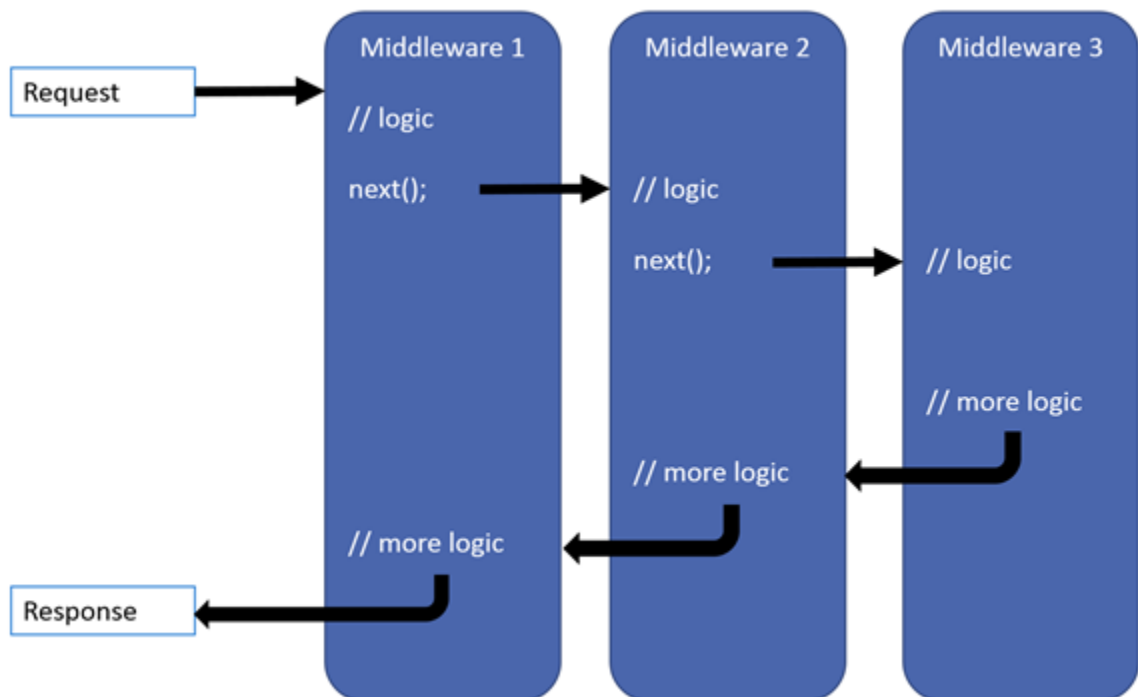 Middleware 1
Middleware 2
Middleware 3
Request
// logic
next();
// logic
next();
// logic
// more logic
// more logic
// more logic
Response